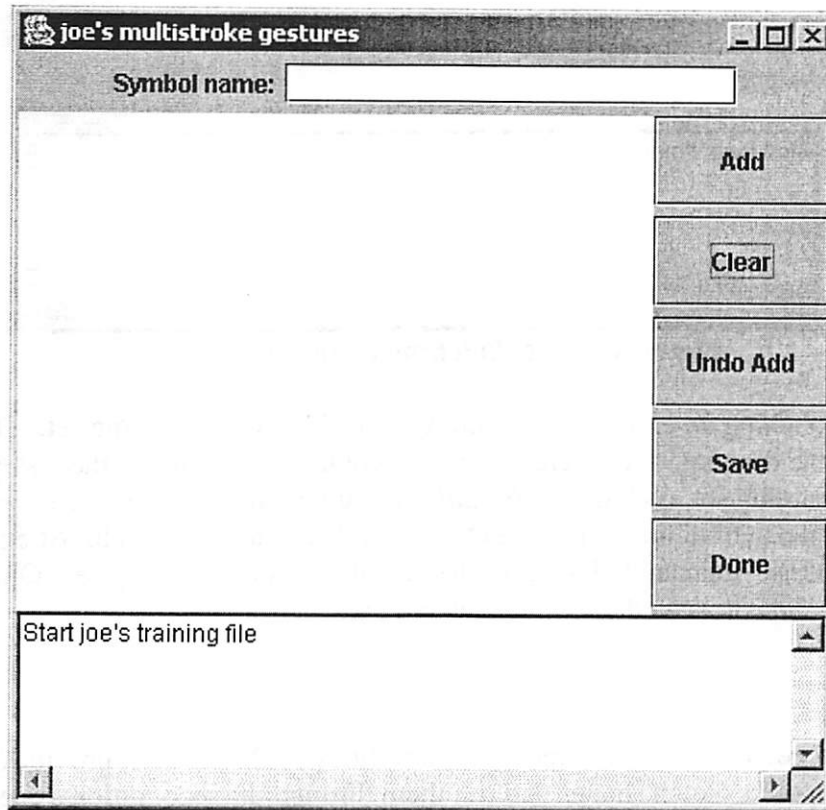 joe's multistroke gestures
Symbol name:
Add
Clear
Undo Add
Save
Done
Start joe's training file